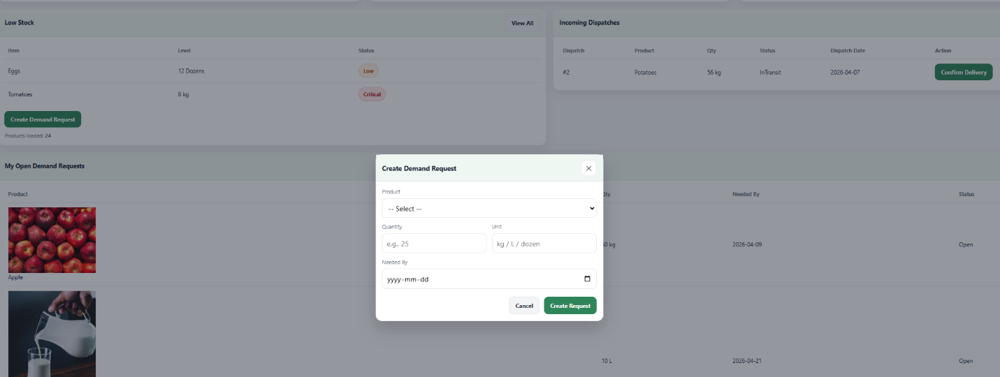 Low Stock
View All
Item Level Status
Eggs 12 Dozens Low
Tomatoes 8 kg Critical
Create Demand Request
Products loaded: 24
Incoming Dispatches
Dispatch Product Qty Status Dispatch Date Action
#2 Potatoes 56 kg InTransit 2026-04-07 Confirm Delivery
My Open Demand Requests
Product Qty Needed By Status
Apple kg 2026-04-09 Open
10 L 2026-04-21 Open
Create Demand Request
Product
-- Select --
Quantity Unit
e.g.. 25 kg / L / dozen
Needed By
yyyy-mm-dd
Cancel Create Request